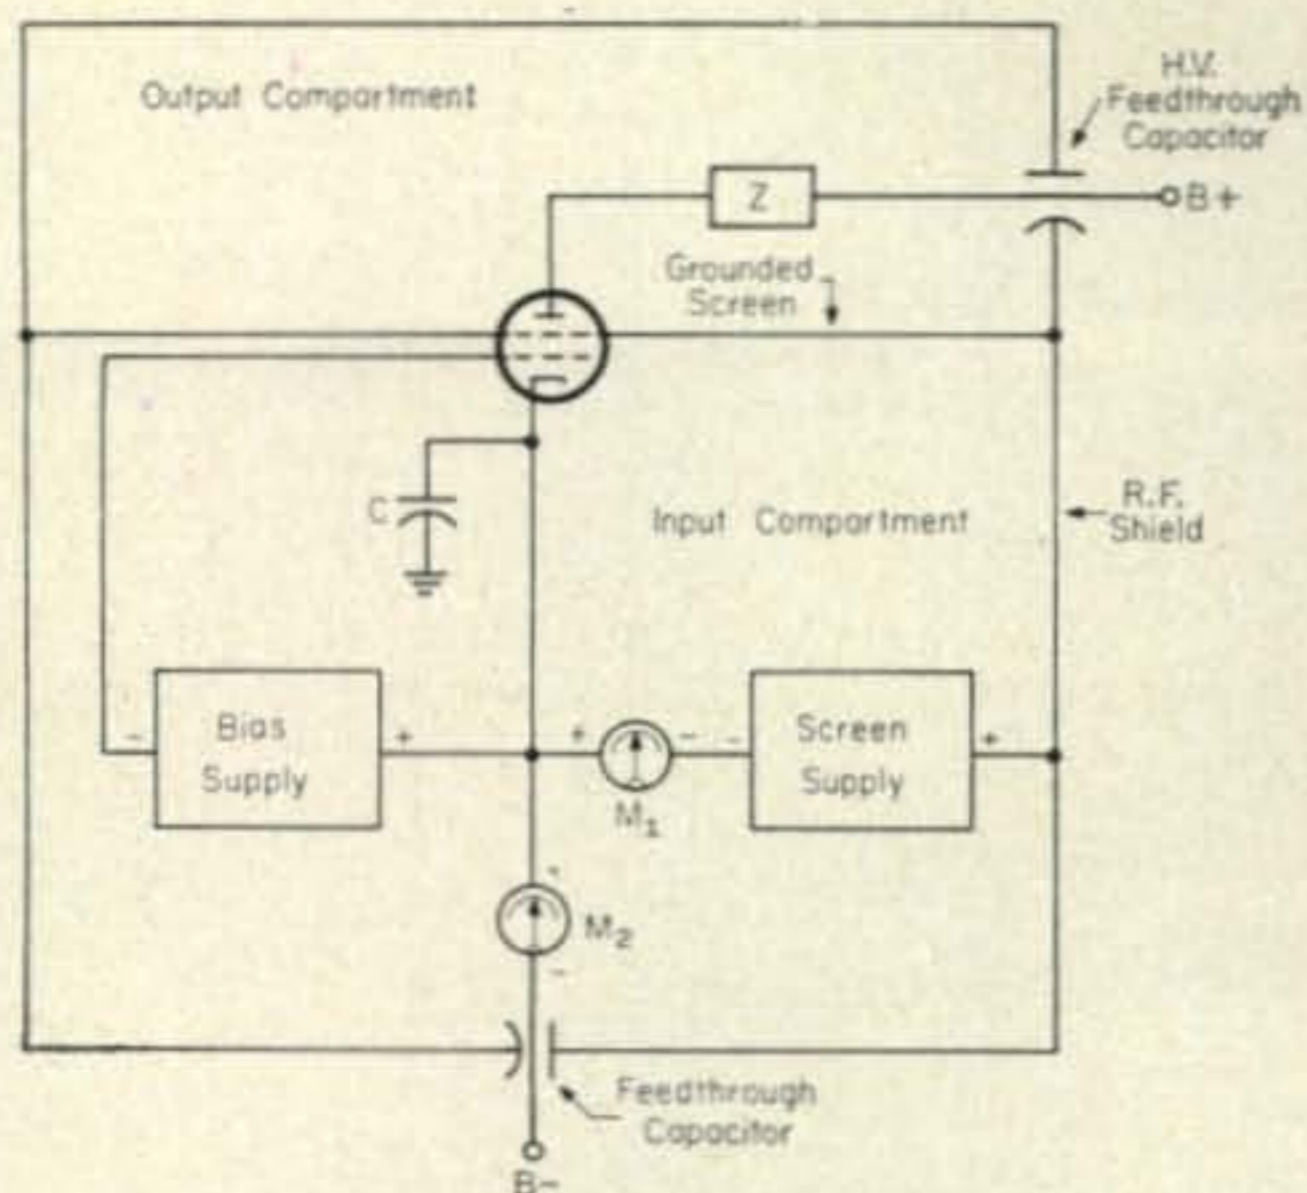 Output Compartment
H.V.
Feedthrough
Capacitor
Z
B+
Grounded
Screen
C
Input Compartment
R.F.
Shield
Bias
Supply
- +
+ -
M₁
Screen
Supply
- +
+
M₂
-
Feedthrough
Capacitor
B-